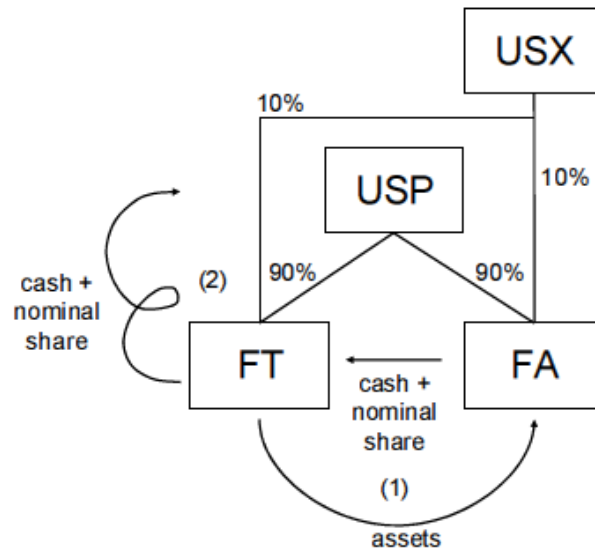 USX
10%
USP
10%
cash +
nominal
share
(2)
90%
90%
FT
FA
cash +
nominal
share
(1)
assets